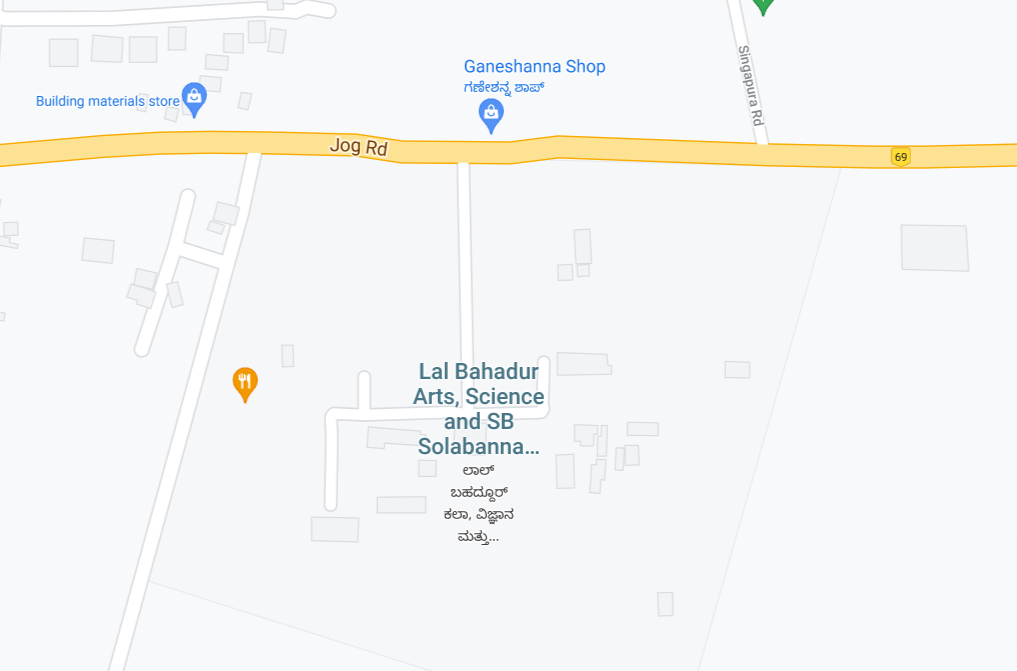 Ganeshanna Shop
ಗಣೇಶನ್ನ ಶಾಪ್
Building materials store
Singapura Rd
Jog Rd
69
Lal Bahadur
Arts, Science
and SB
Solabanna...
ಲಾಲ್
ಬಹದ್ದೂರ್
ಕಲಾ, ವಿಜ್ಞಾನ
ಮತ್ತು...